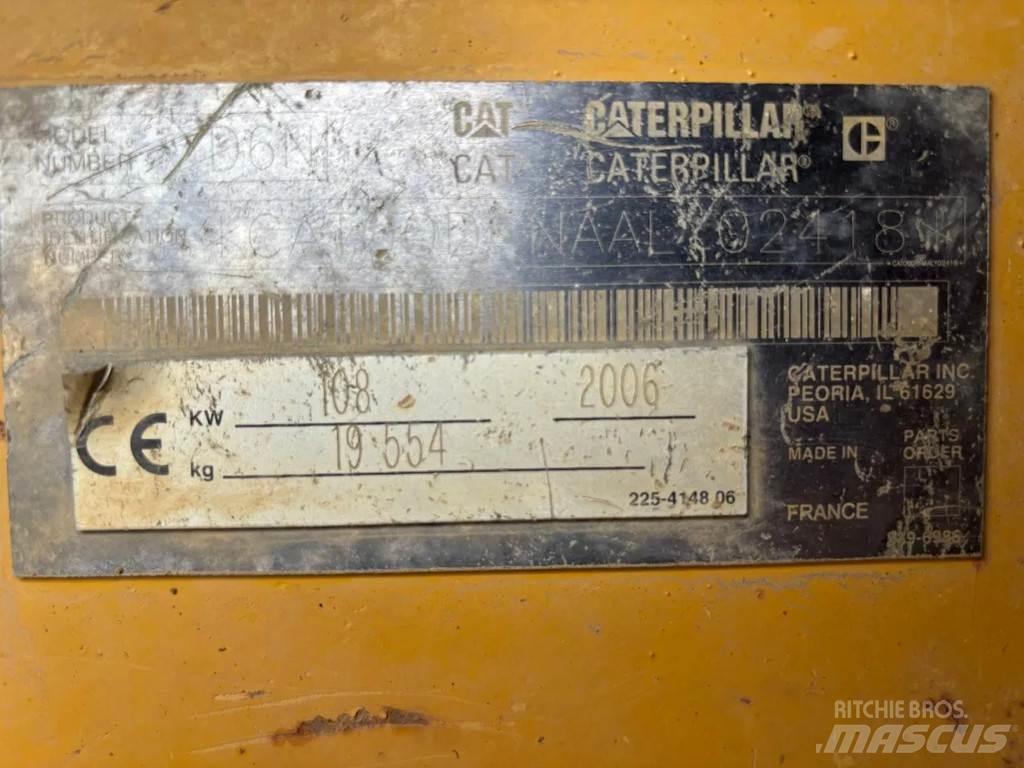 CAT CATERPILLAR
MODEL NUMBER D6N
CAT CATERPILLAR®
PRODUCT IDENTIFICATION NUMBER
CE KW 108 2006
kg 19 554
225-4148 06
CATERPILLAR INC.
PEORIA, IL 61629
USA
MADE IN
FRANCE
PARTS
ORDER
RITCHIE BROS.
MASCUS